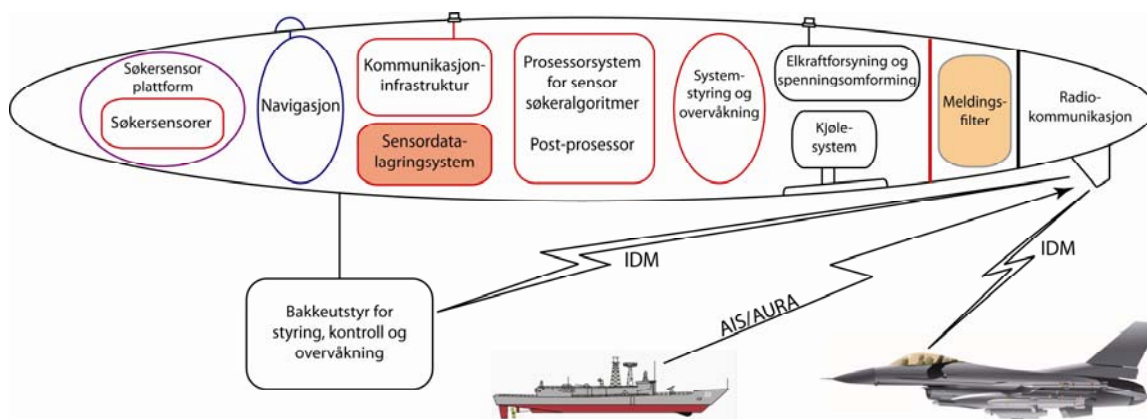 Søkersensor
plattform
Søkersensorer
Navigasjon
Kommunikasjon-
infrastruktur
Sensordata-
lagringsystem
Prosessorsystem
for sensor
søkeralgoritmer
Post-prosessor
System-
styring og
overvåkning
Elkraftforsyning og
spenningsomforming
Kjøle-
system
Meldings-
filter
Radio-
kommunikasjon
Bakkeutstyr for
styring, kontroll og
overvåkning
IDM
AIS/AURA
IDM